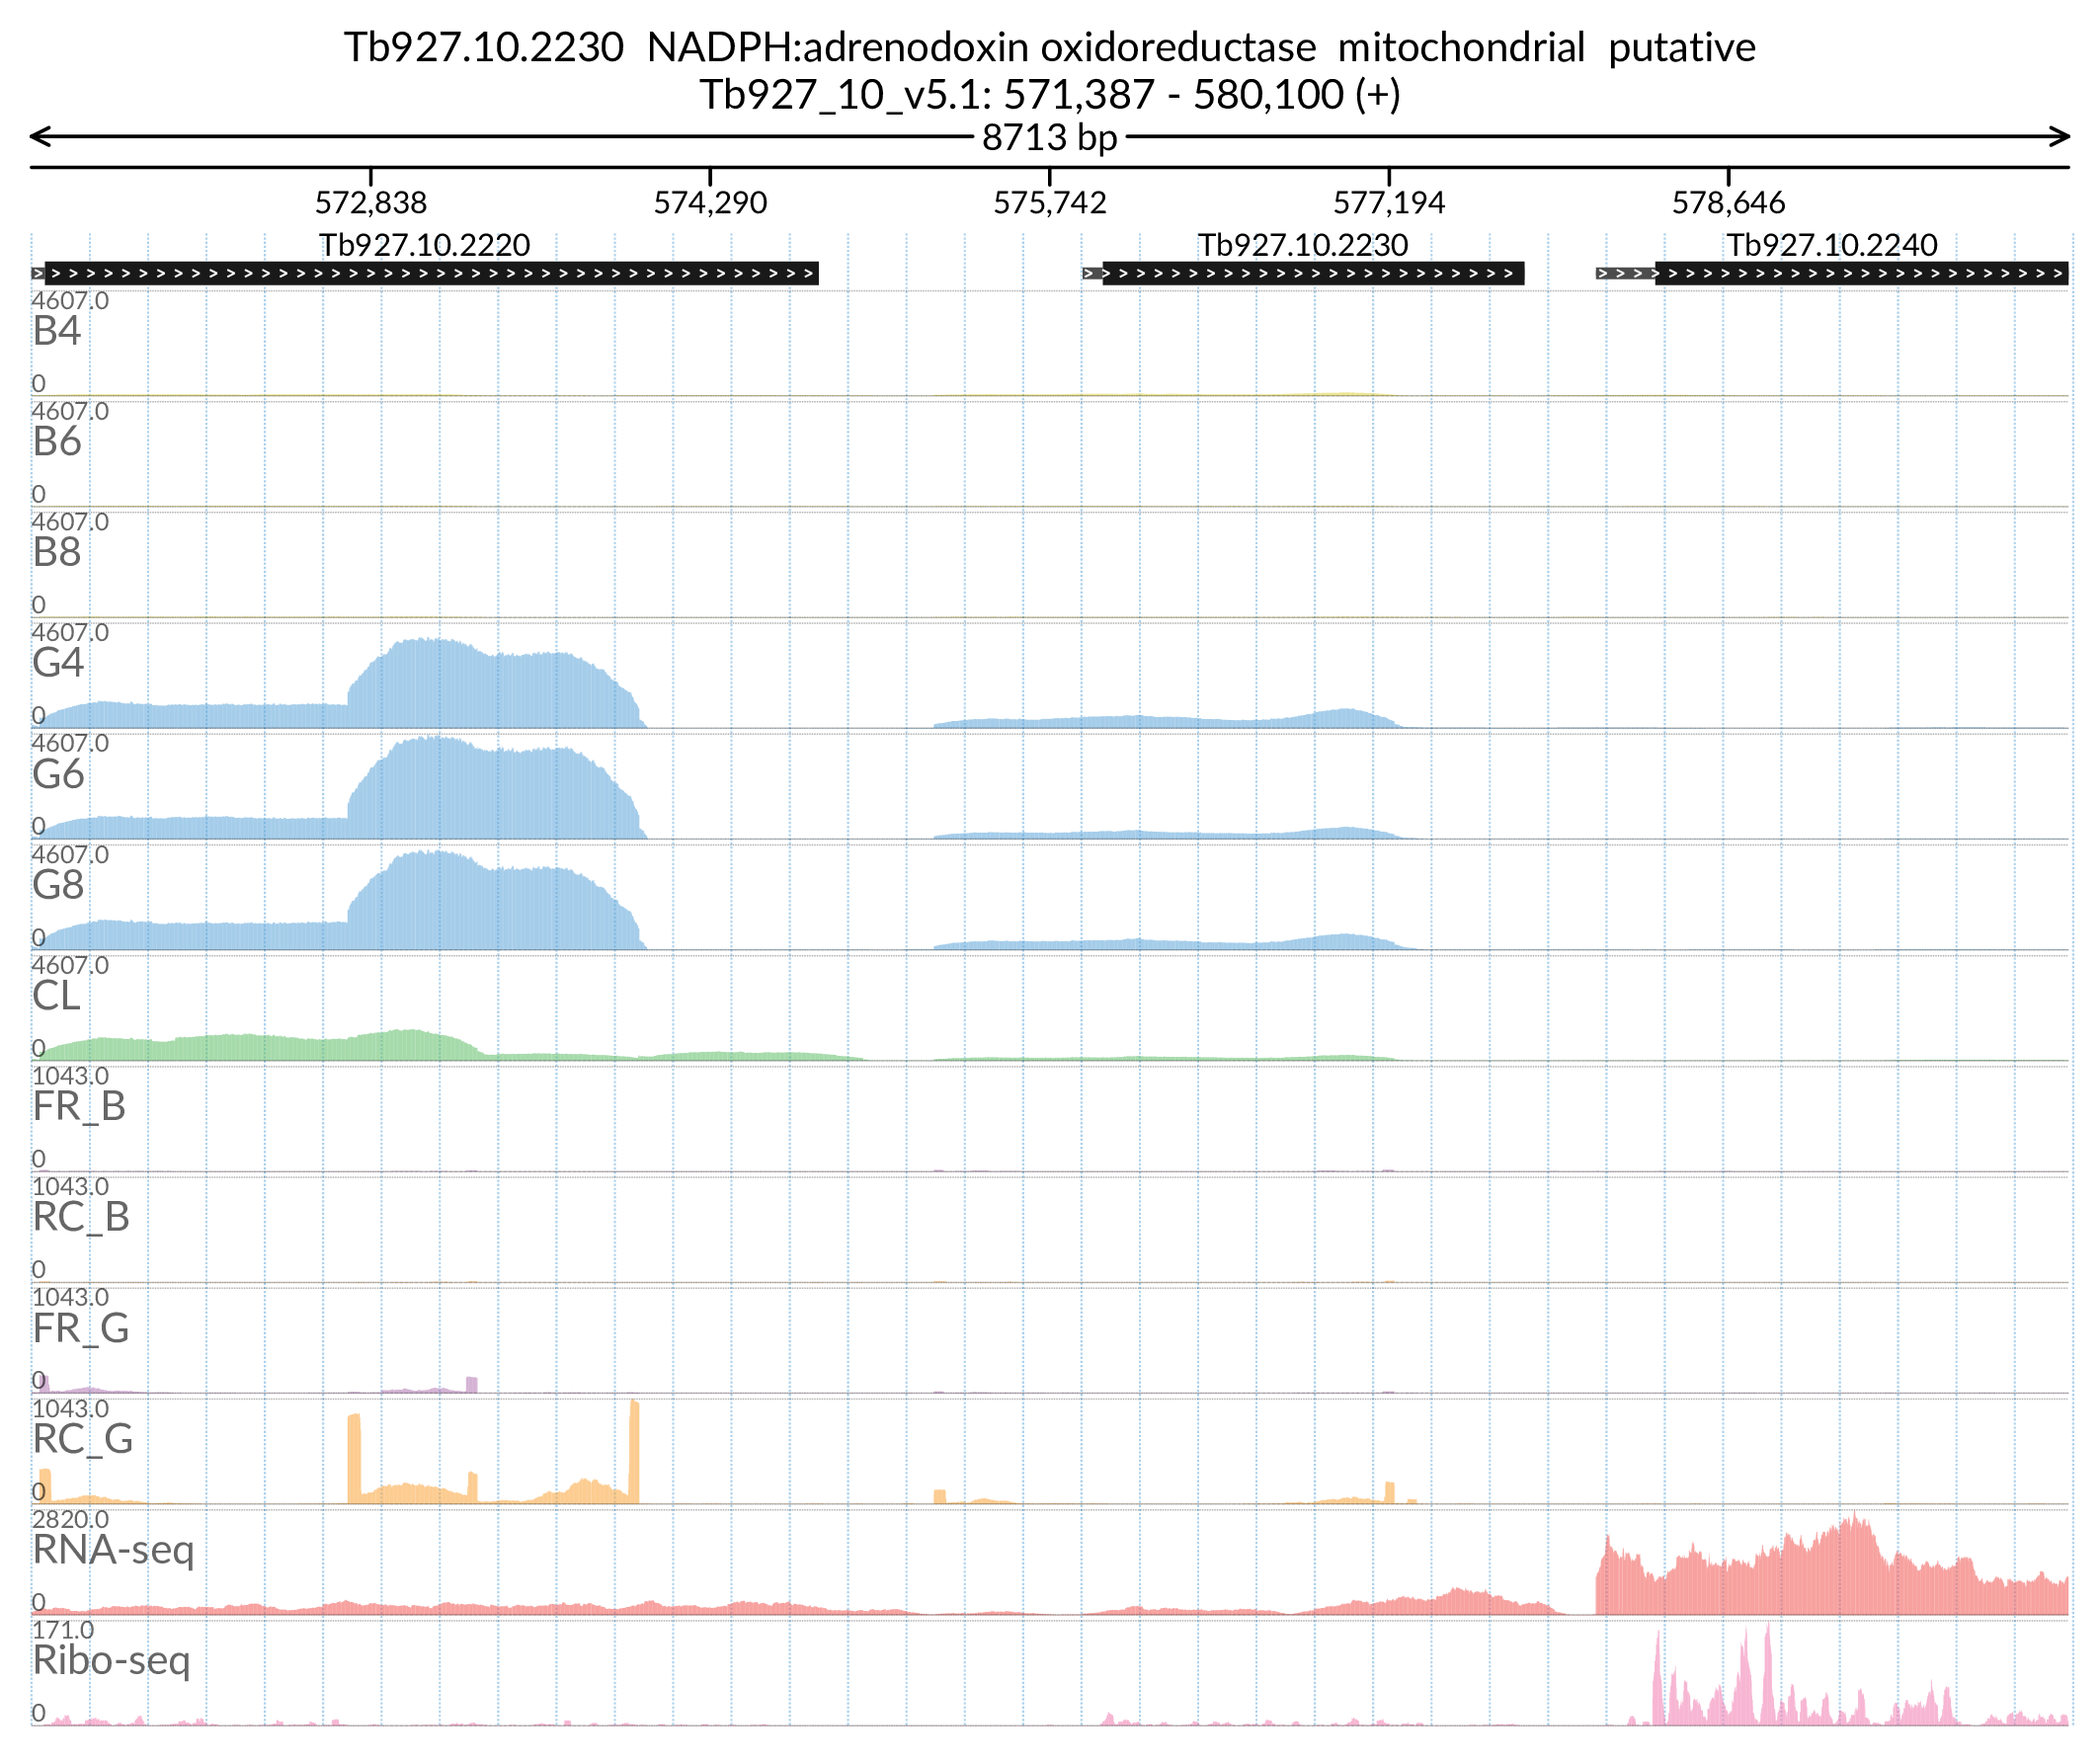 Tb927.10.2230 NADPH:adrenodoxin oxidoreductase mitochondrial putative
Tb927_10_v5.1: 571,387 - 580,100 (+)
8713 bp
572,838 574,290 575,742 577,194 578,646
Tb927.10.2220 Tb927.10.2230 Tb927.10.2240
4607.0
B4
0
4607.0
B6
0
4607.0
B8
0
4607.0
G4
0
4607.0
G6
0
4607.0
G8
0
4607.0
CL
0
1043.0
FR_B
0
1043.0
RC_B
0
1043.0
FR_G
0
1043.0
RC_G
0
2820.0
RNA-seq
0
171.0
Ribo-seq
0